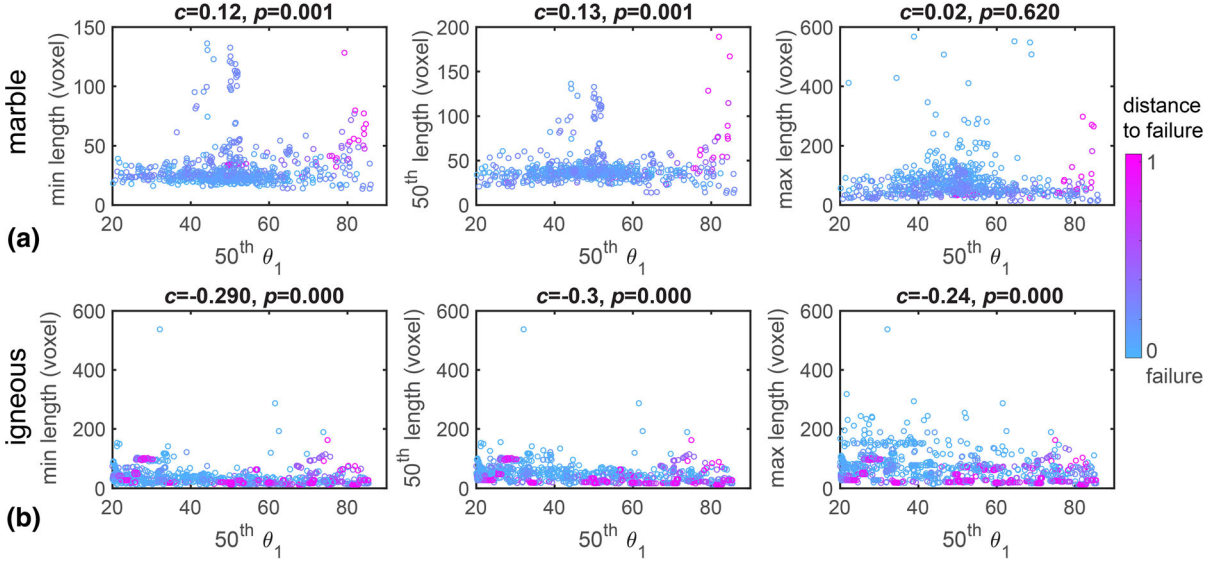 c=0.12, p=0.001
c=0.13, p=0.001
c=0.02, p=0.620
marble
min length (voxel)
150
100
50
0
20 40 60 80
50th θ1
50th length (voxel)
200
150
100
50
0
20 40 60 80
50th θ1
max length (voxel)
600
400
200
0
20 40 60 80
50th θ1
(a)
distance
to failure
1
0
failure
c=-0.290, p=0.000
c=-0.3, p=0.000
c=-0.24, p=0.000
igneous
min length (voxel)
600
400
200
0
20 40 60 80
50th θ1
50th length (voxel)
600
400
200
0
20 40 60 80
50th θ1
max length (voxel)
600
400
200
0
20 40 60 80
50th θ1
(b)